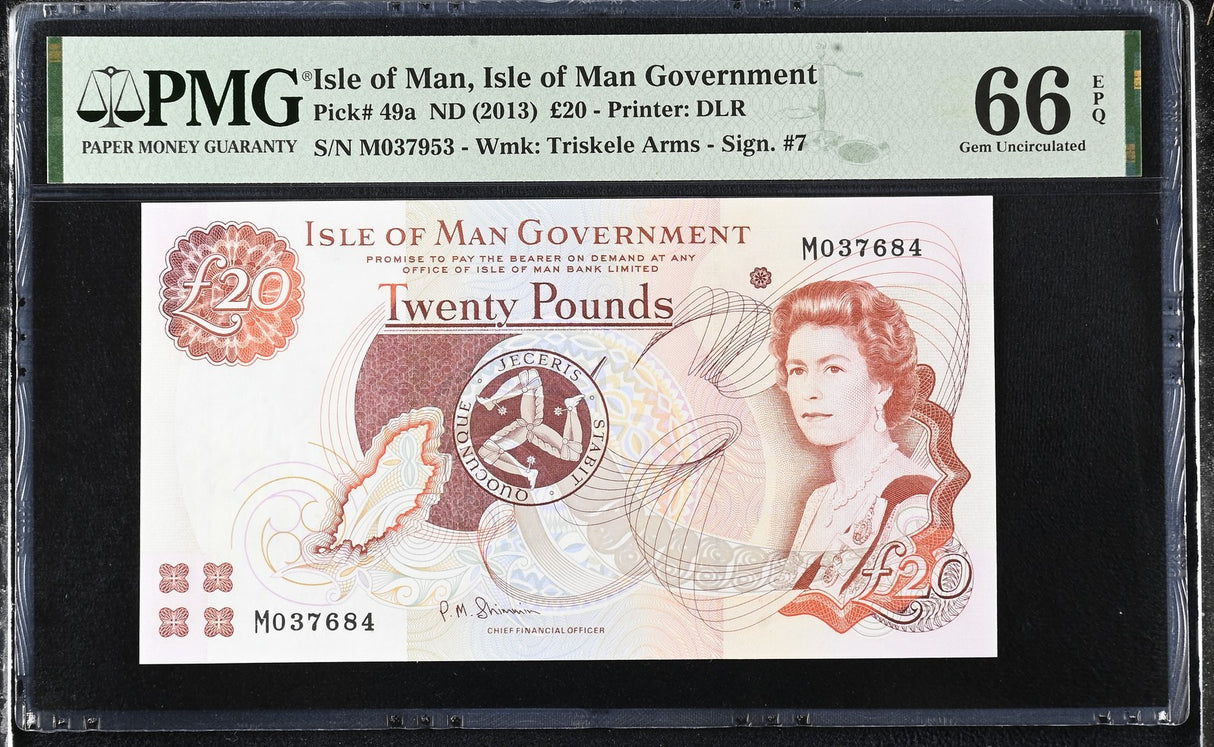 PMG®
PAPER MONEY GUARANTY
Isle of Man, Isle of Man Government
Pick# 49a ND (2013) £20 - Printer: DLR
S/N M037953 - Wmk: Triskele Arms - Sign. #7
66
EPQ
Gem Uncirculated
£20
ISLE OF MAN GOVERNMENT
PROMISE TO PAY THE BEARER ON DEMAND AT ANY
OFFICE OF ISLE OF MAN BANK LIMITED
Twenty Pounds
M037684
QUOCUNQUE · JECERIS · STABIT ·
£20
M037684
P. M. Shimmin
CHIEF FINANCIAL OFFICER